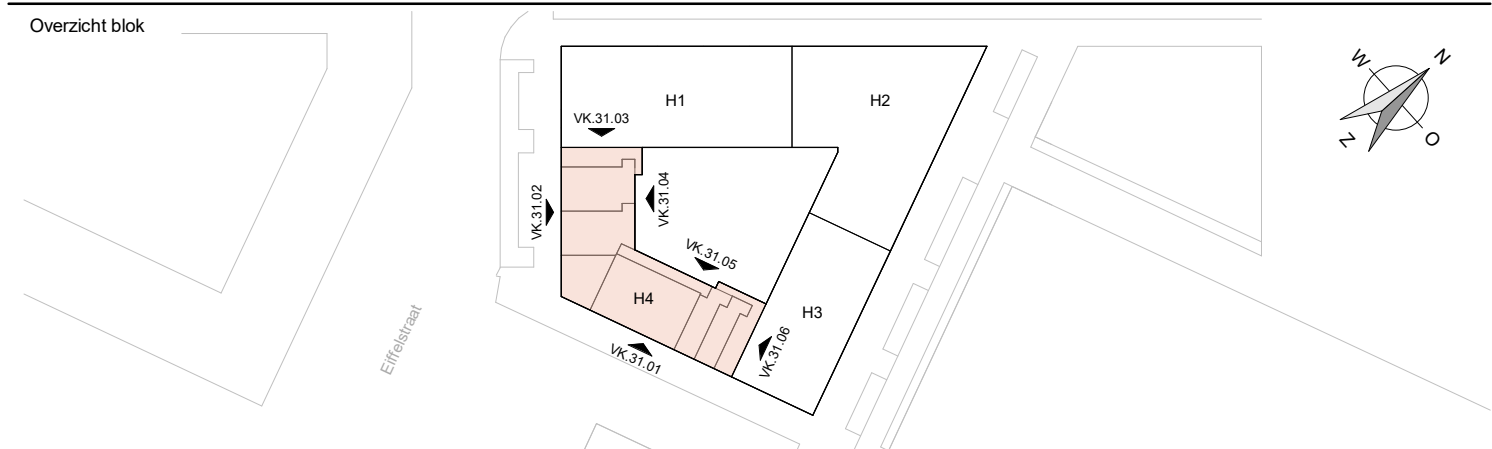 Overzicht blok
H1
H2
VK.31.03
VK.31.02
VK.31.04
VK.31.05
H4
H3
VK.31.01
VK.31.06
Eiffelstraat
W
N
Z
O